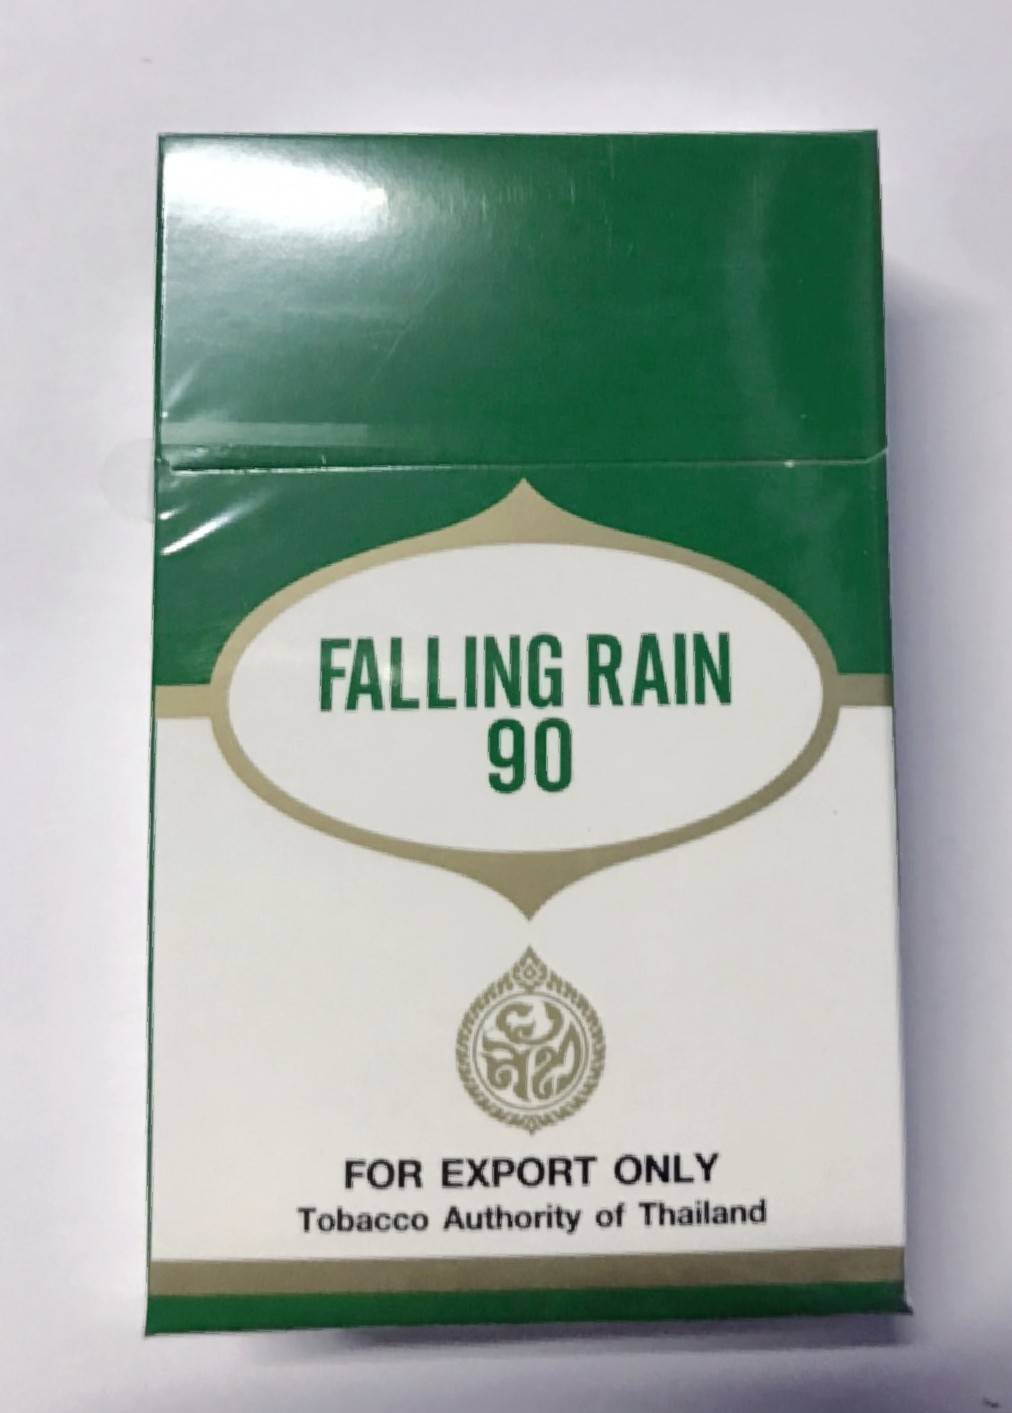 FALLING RAIN
90
FOR EXPORT ONLY
Tobacco Authority of Thailand